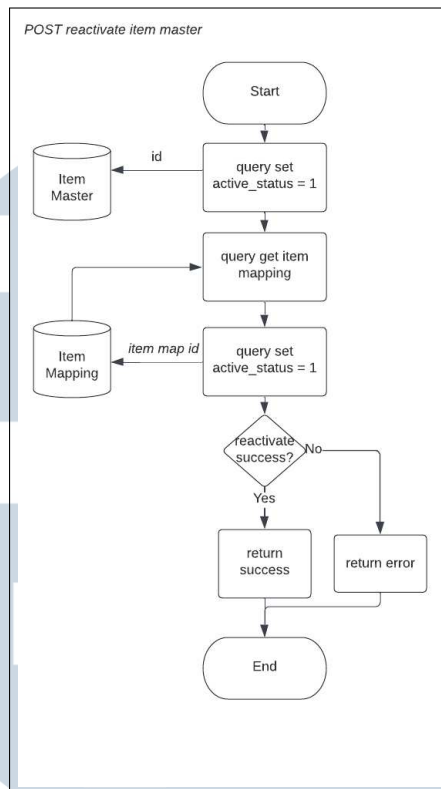 POST reactivate item master
Start
id
Item
Master
query set
active_status = 1
query get item
mapping
Item
Mapping
item map id
query set
active_status = 1
reactivate
success?
No
Yes
return
success
return error
End